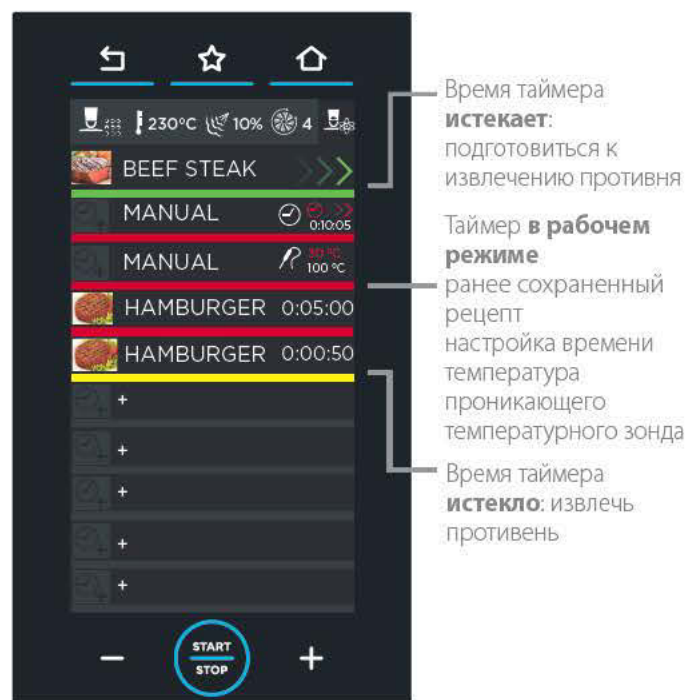 230°C 10% 4
BEEF STEAK
MANUAL
0:10:05
MANUAL
30 °C
100 °C
HAMBURGER 0:05:00
HAMBURGER 0:00:50
+
+
+
+
+
START
STOP
− +
Время таймера
истекает:
подготовиться к
извлечению противня
Таймер в рабочем
режиме
ранее сохраненный
рецепт
настройка времени
температура
проникающего
температурного зонда
Время таймера
истекло: извлечь
противень